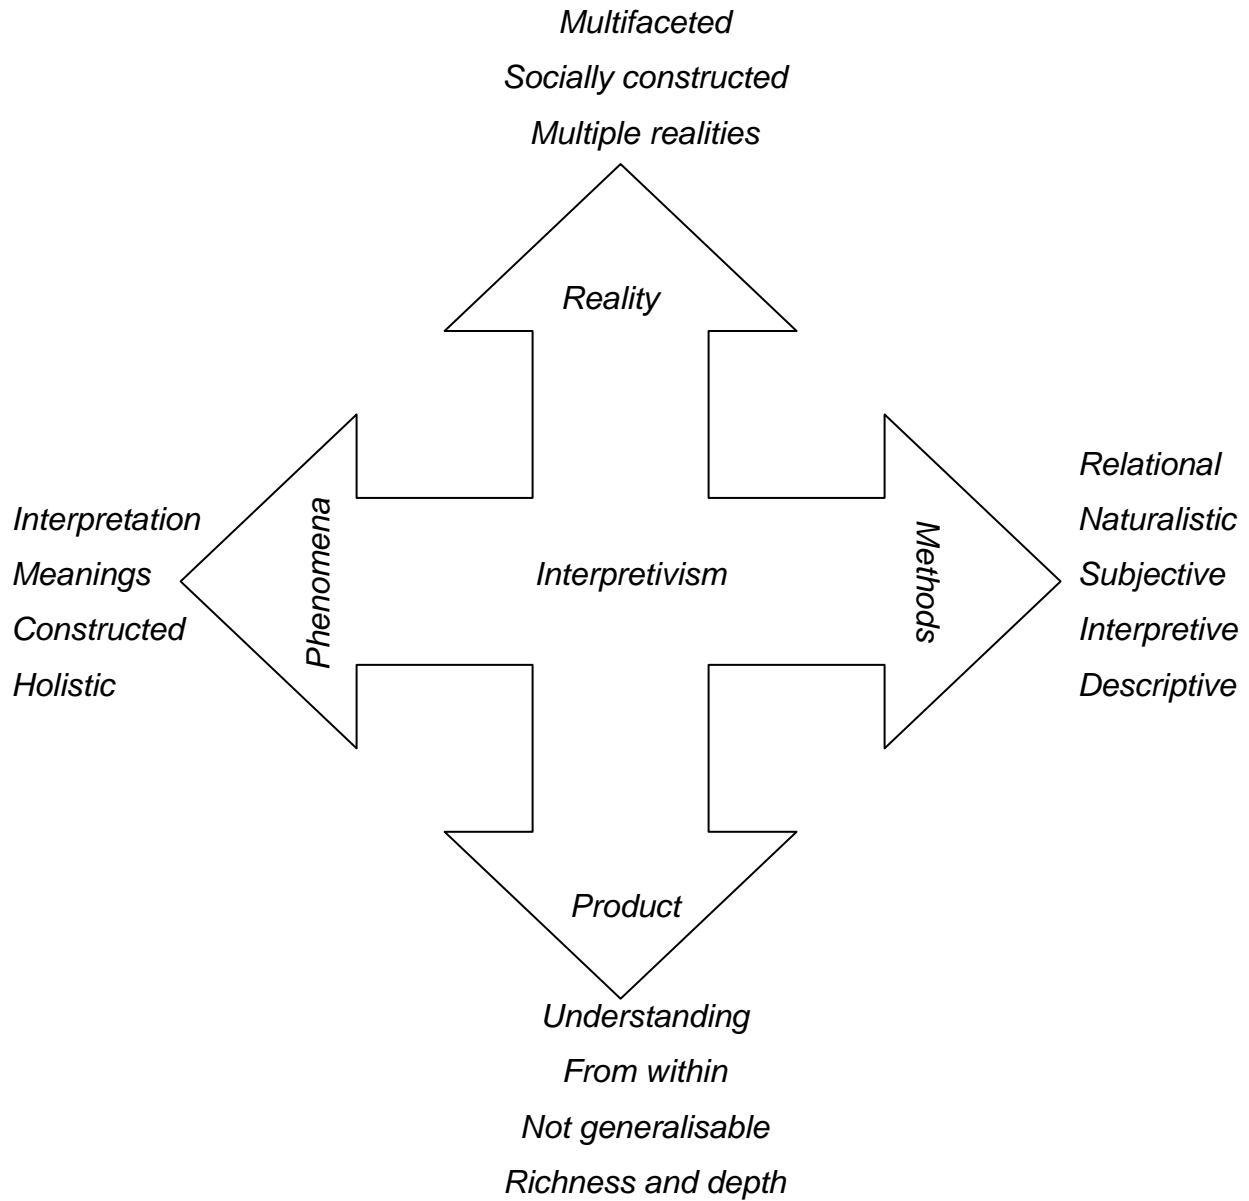 Multifaceted
Socially constructed
Multiple realities
Reality
Interpretation
Meanings
Constructed
Holistic
Phenomena
Interpretivism
Methods
Relational
Naturalistic
Subjective
Interpretive
Descriptive
Product
Understanding
From within
Not generalisable
Richness and depth